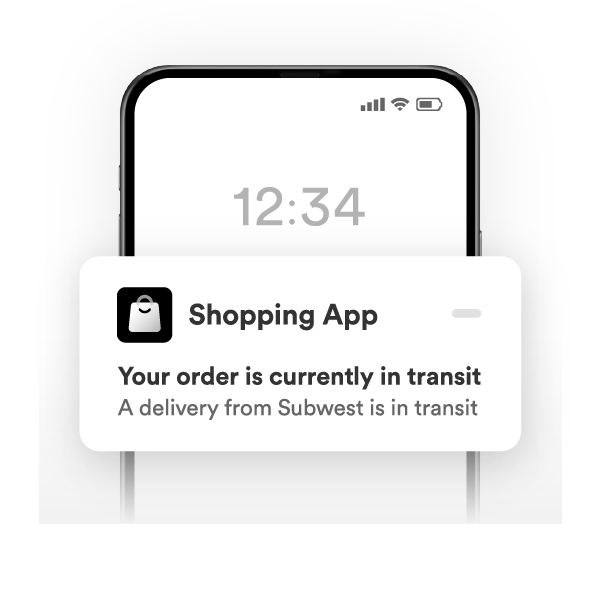 12:34
Shopping App
Your order is currently in transit
A delivery from Subwest is in transit